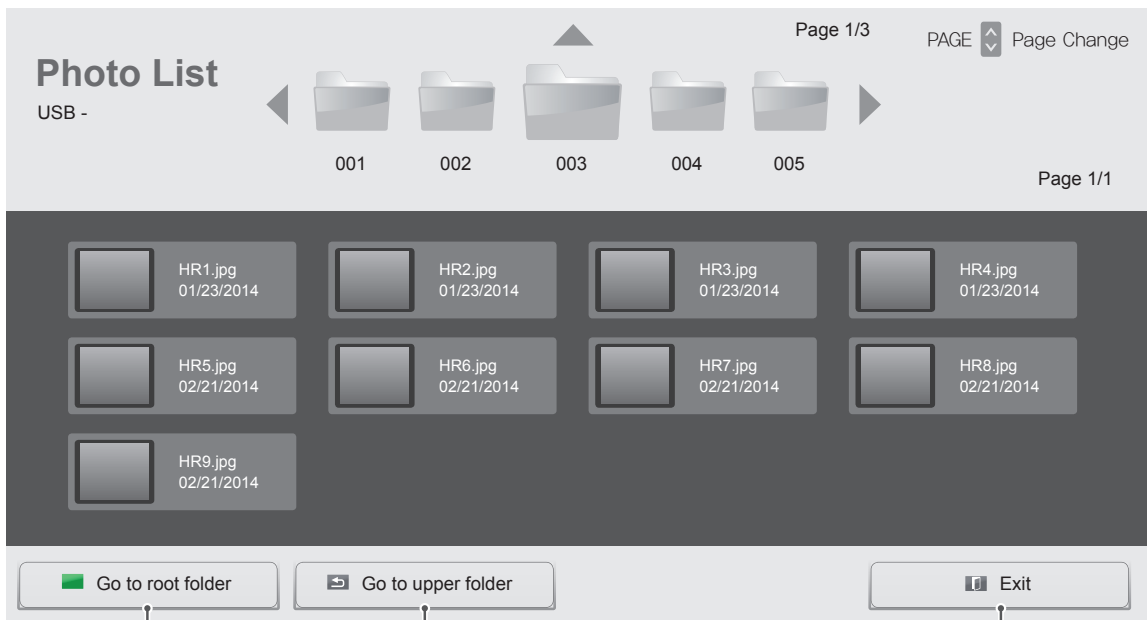 Page 1/3
PAGE Page Change
Photo List
USB -
001 002 003 004 005
Page 1/1
HR1.jpg
01/23/2014
HR2.jpg
01/23/2014
HR3.jpg
01/23/2014
HR4.jpg
01/23/2014
HR5.jpg
02/21/2014
HR6.jpg
02/21/2014
HR7.jpg
02/21/2014
HR8.jpg
02/21/2014
HR9.jpg
02/21/2014
Go to root folder
Go to upper folder
Exit